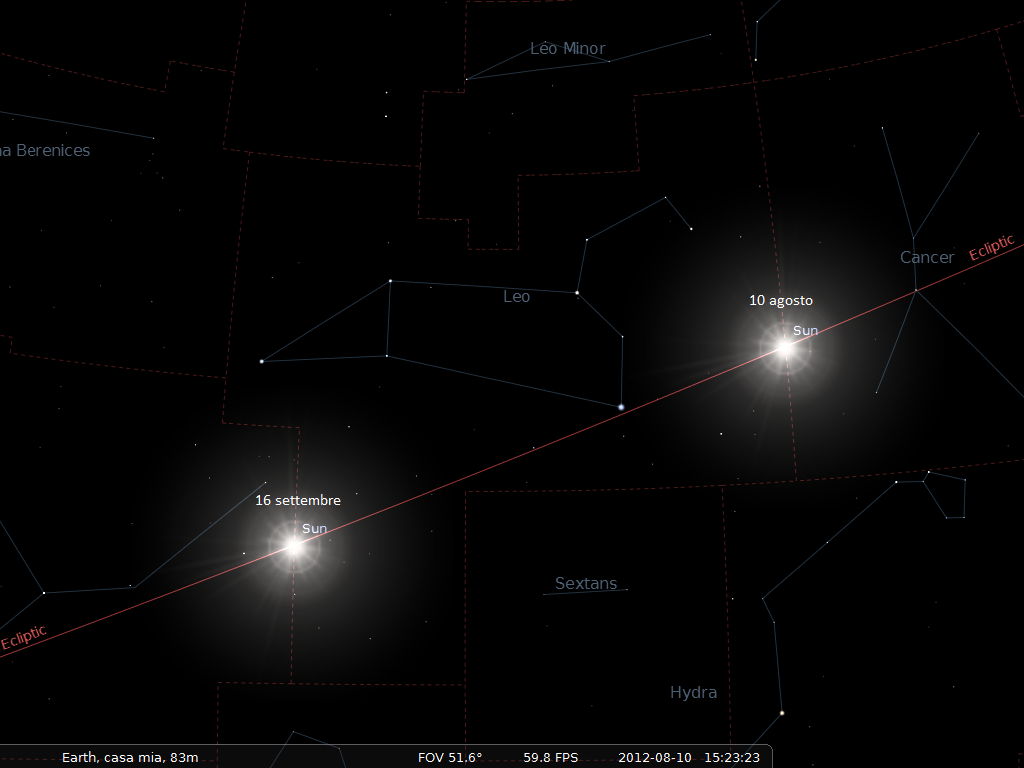 Leo Minor
a Berenices
Cancer
Ecliptic
Leo
10 agosto
Sun
16 settembre
Sun
Sextans
Ecliptic
Hydra
Earth, casa mia, 83m FOV 51.6° 59.8 FPS 2012-08-10 15:23:23